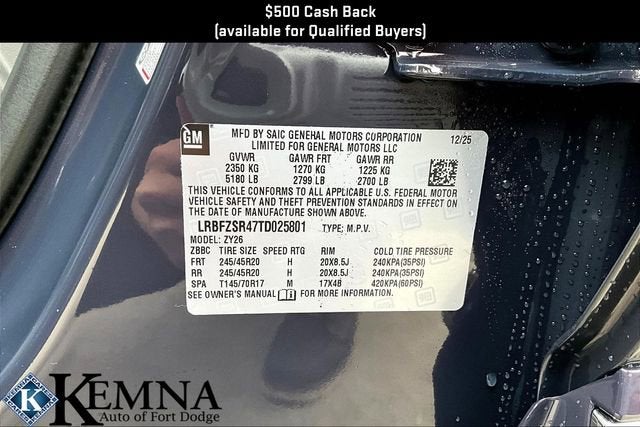 $500 Cash Back
(available for Qualified Buyers)
GM
MFD BY SAIC GENERAL MOTORS CORPORATION 12/25
LIMITED FOR GENERAL MOTORS LLC
GVWR GAWR FRT GAWR RR
2350 KG 1270 KG 1225 KG
5180 LB 2799 LB 2700 LB
THIS VEHICLE CONFORMS TO ALL APPLICABLE U.S. FEDERAL MOTOR
VEHICLE SAFETY AND THEFT PREVENTION STANDARDS IN EFFECT ON
THE DATE OF MANUFACTURE SHOWN ABOVE.
LRBFZSR47TD025801 TYPE: M.P.V.
MODEL: ZY26
ZBBC TIRE SIZE SPEED RTG RIM COLD TIRE PRESSURE
FRT 245/45R20 H 20X8.5J 240KPA(35PSI)
RR 245/45R20 H 20X8.5J 240KPA(35PSI)
SPA T145/70R17 M 17X4B 420KPA(60PSI)
SEE OWNER'S MANUAL FOR MORE INFORMATION.
K KEMNA
Auto of Fort Dodge